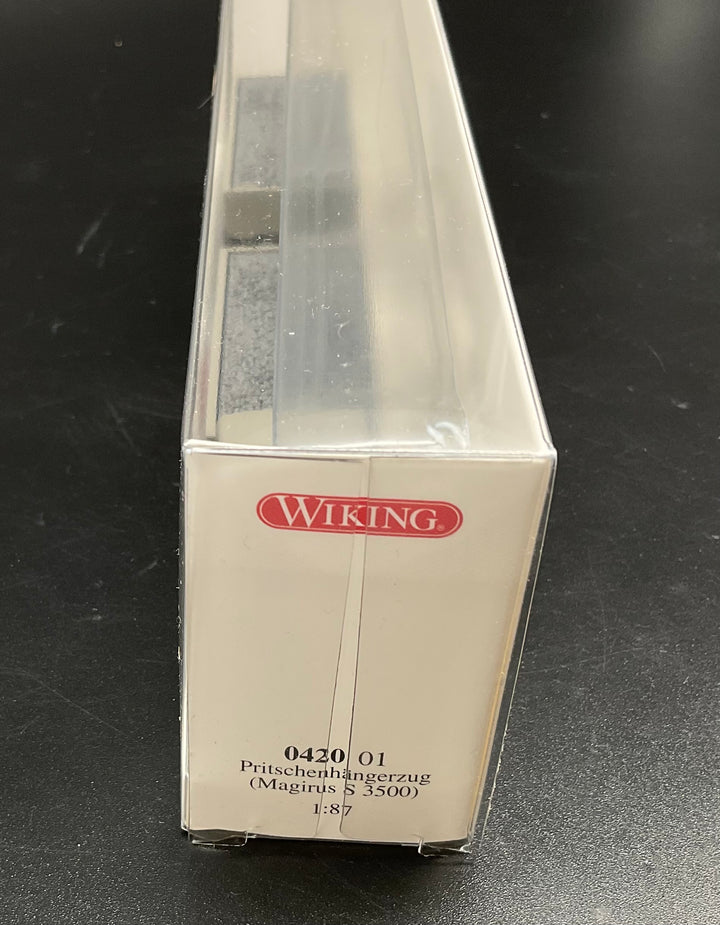 WIKING®
0420 01
Pritschenhängerzug
(Magirus S 3500)
1:87